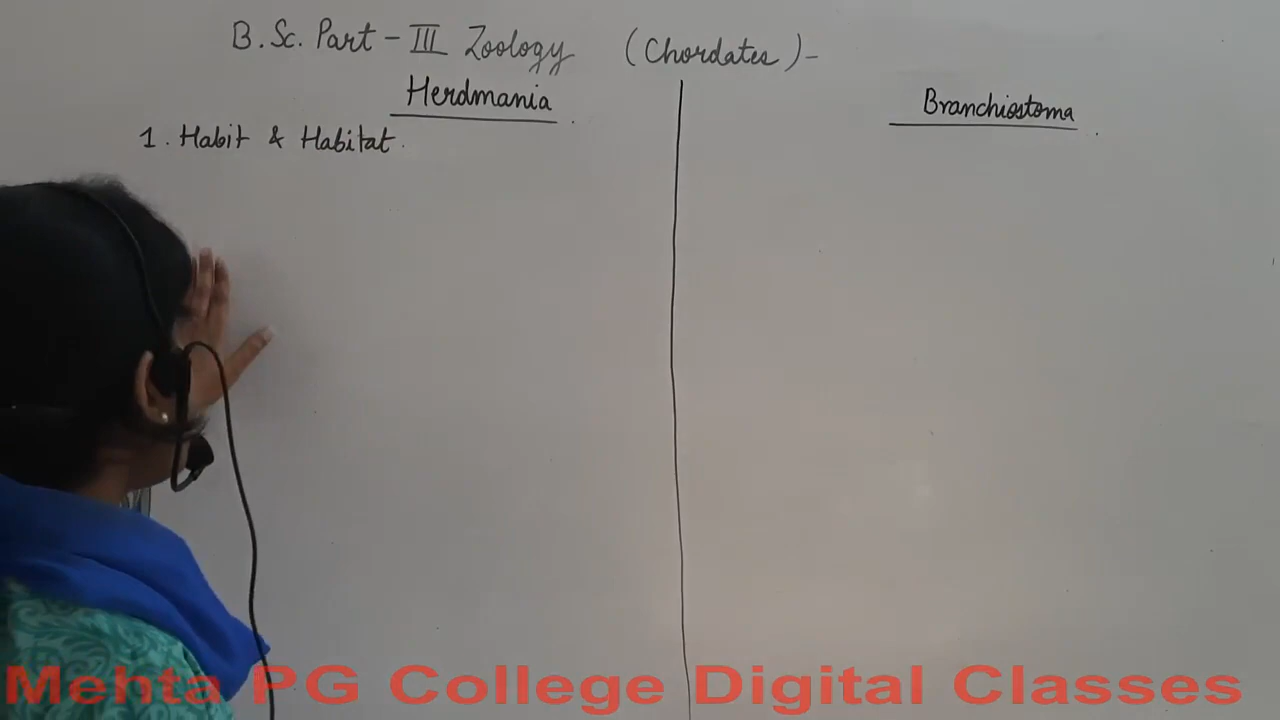 B.Sc. Part - III Zoology (Chordates) -
Herdmania
Branchiostoma
1. Habit & Habitat.
Mehta PG College Digital Classes